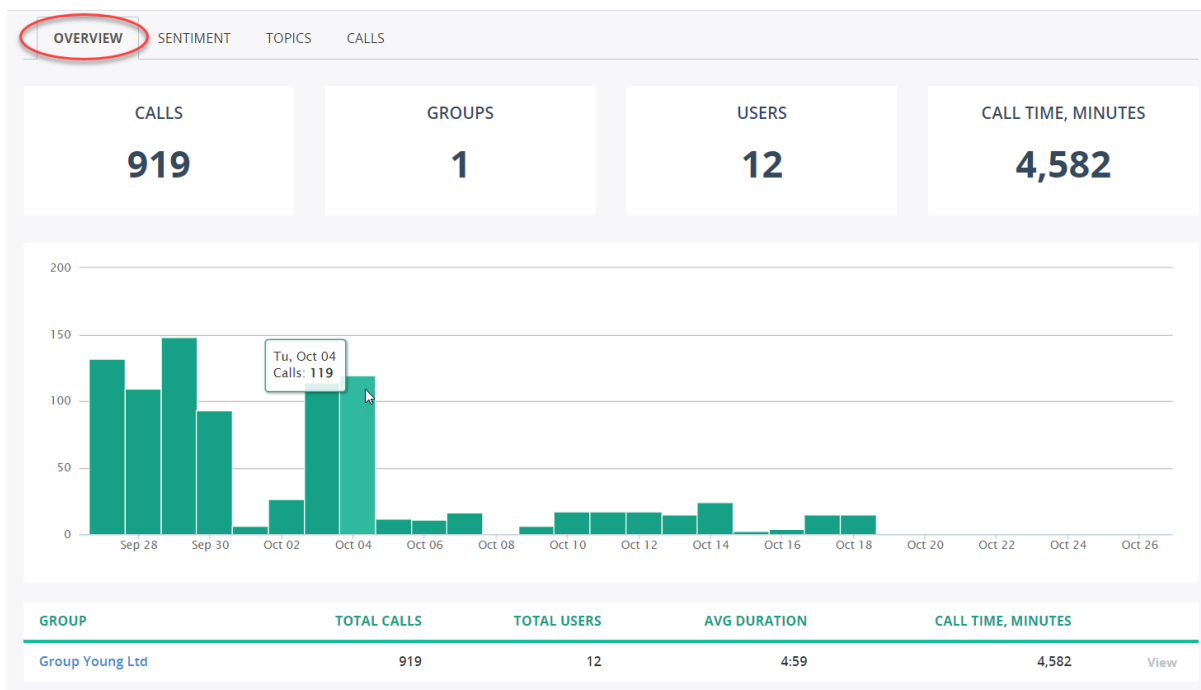 OVERVIEW SENTIMENT TOPICS CALLS
CALLS GROUPS USERS CALL TIME, MINUTES
919 1 12 4,582
200
150
Tu, Oct 04
Calls: 119
100
50
0
Sep 28 Sep 30 Oct 02 Oct 04 Oct 06 Oct 08 Oct 10 Oct 12 Oct 14 Oct 16 Oct 18 Oct 20 Oct 22 Oct 24 Oct 26
GROUP TOTAL CALLS TOTAL USERS AVG DURATION CALL TIME, MINUTES
Group Young Ltd 919 12 4:59 4,582 View